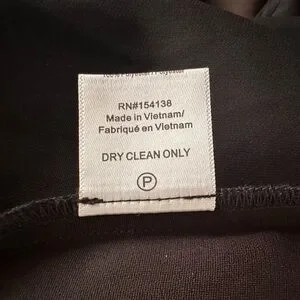 RN#154138
Made in Vietnam/
Fabriqué en Vietnam
DRY CLEAN ONLY
P